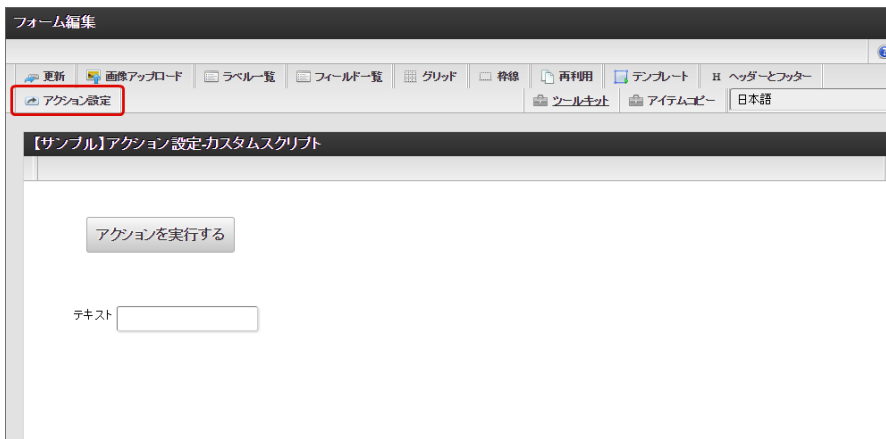 フォーム編集
更新 画像アップロード ラベル一覧 フィールド一覧 グリッド 枠線 再利用 テンプレート H ヘッダーとフッター
アクション設定 ツールキット アイテムコピー 日本語
【サンプル】アクション設定-カスタムスクリプト
アクションを実行する
テキスト